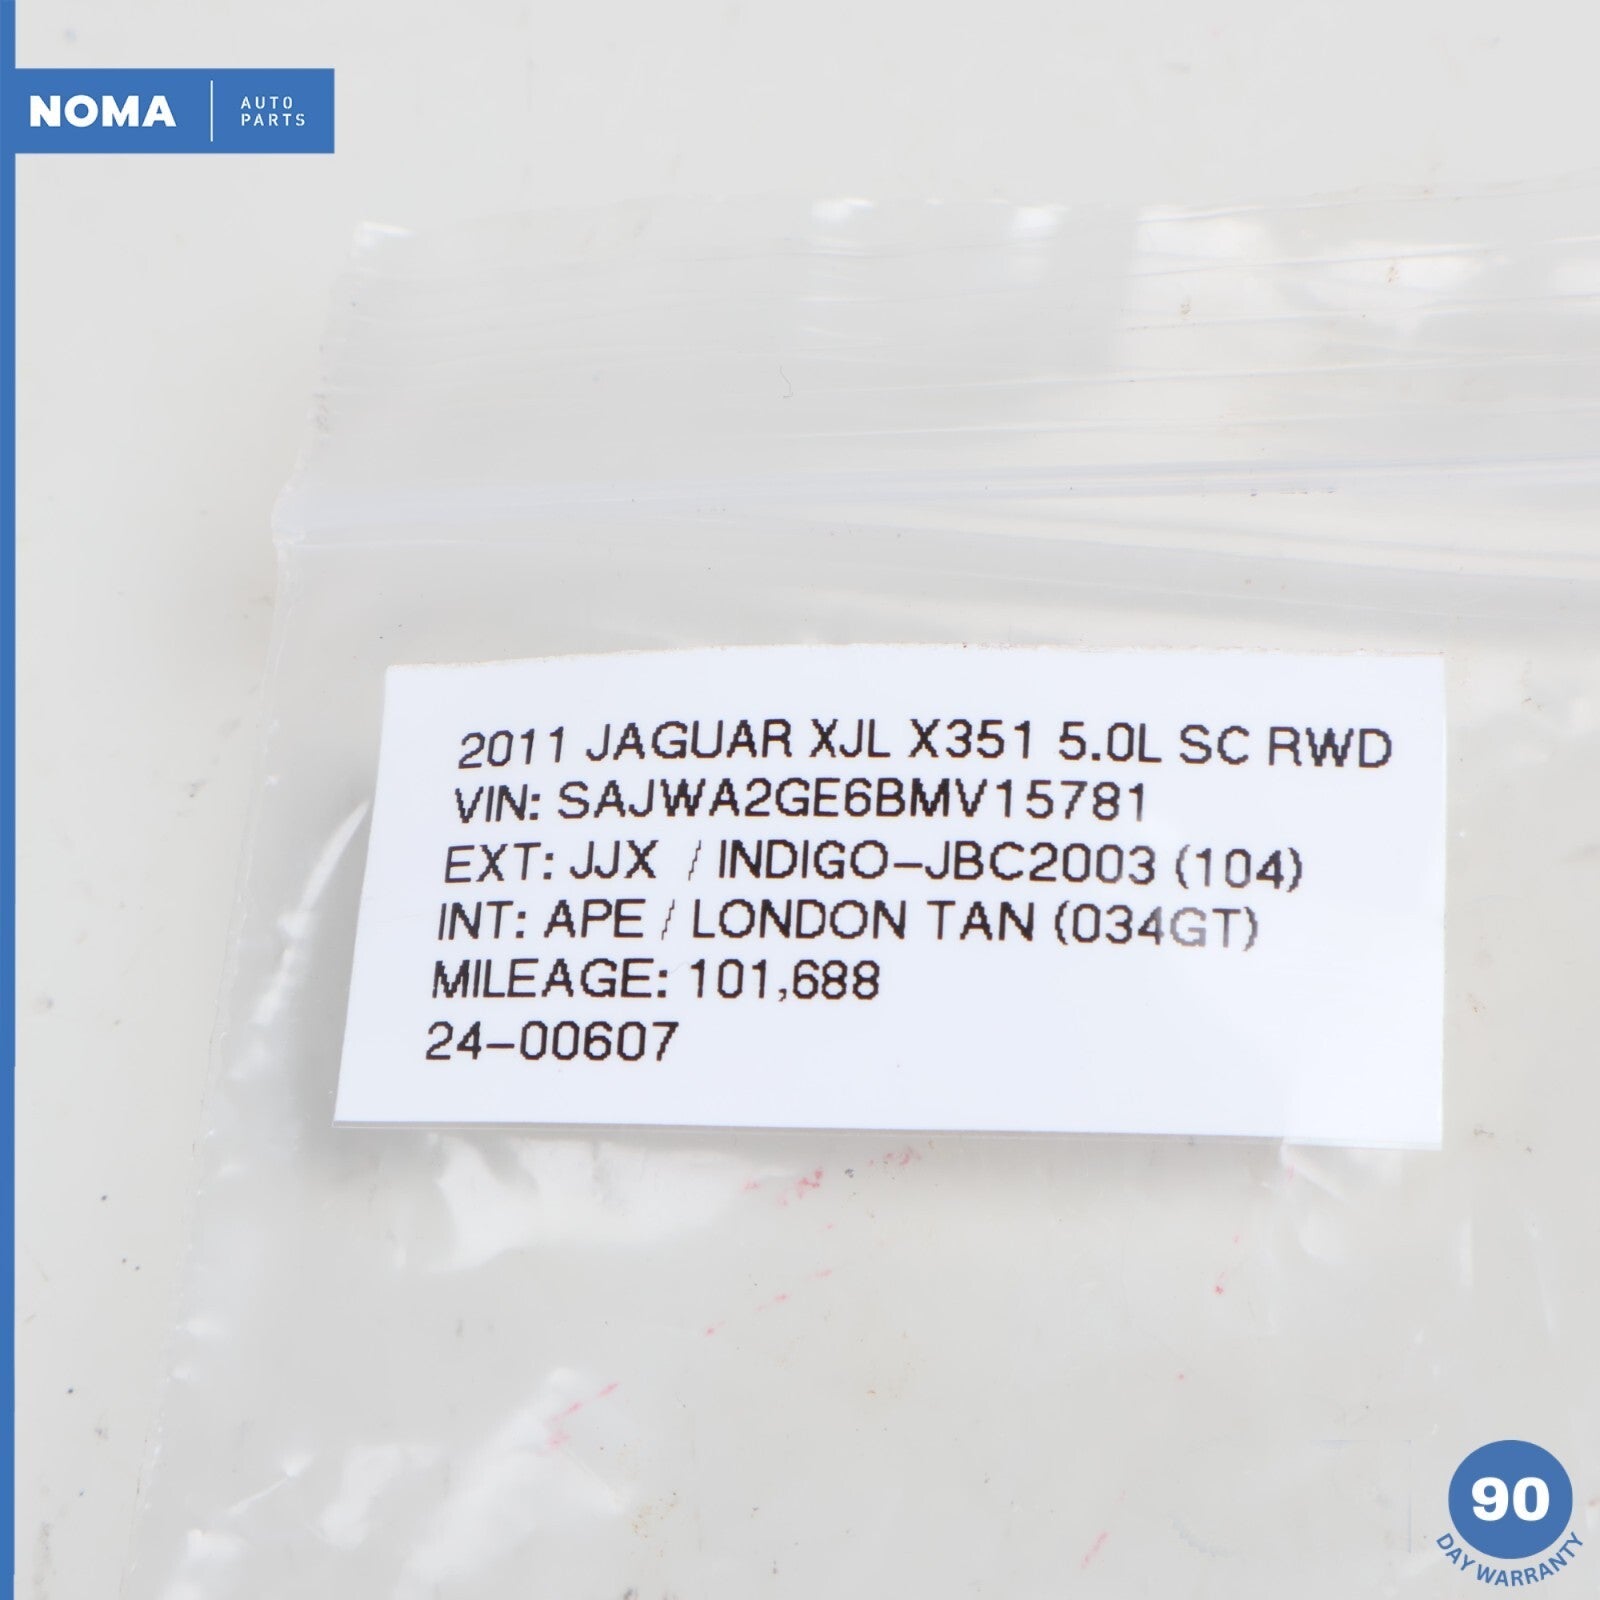 NOMA
AUTO
PARTS
2011 JAGUAR XJL X351 5.0L SC RWD
VIN: SAJWA2GE6BMV15781
EXT: JJX / INDIGO-JBC2003 (104)
INT: APE / LONDON TAN (034GT)
MILEAGE: 101,688
24-00607
90
DAY WARRANTY